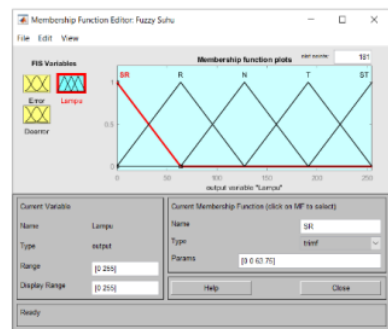 Membership Function Editor: Fuzzy Suhu
File Edit View
FIS Variables
Membership function plots
plot points: 181
SR R N T ST
Error
Lampu
1
0.5
0
0 50 100 150 200 250
output variable "Lampu"
Current Variable
Name Lampu
Type output
Range [0 255]
Display Range [0 255]
Current Membership Function (click on MF to select)
Name SR
Type trimf
Params [0 0 63.75]
Help Close
Ready